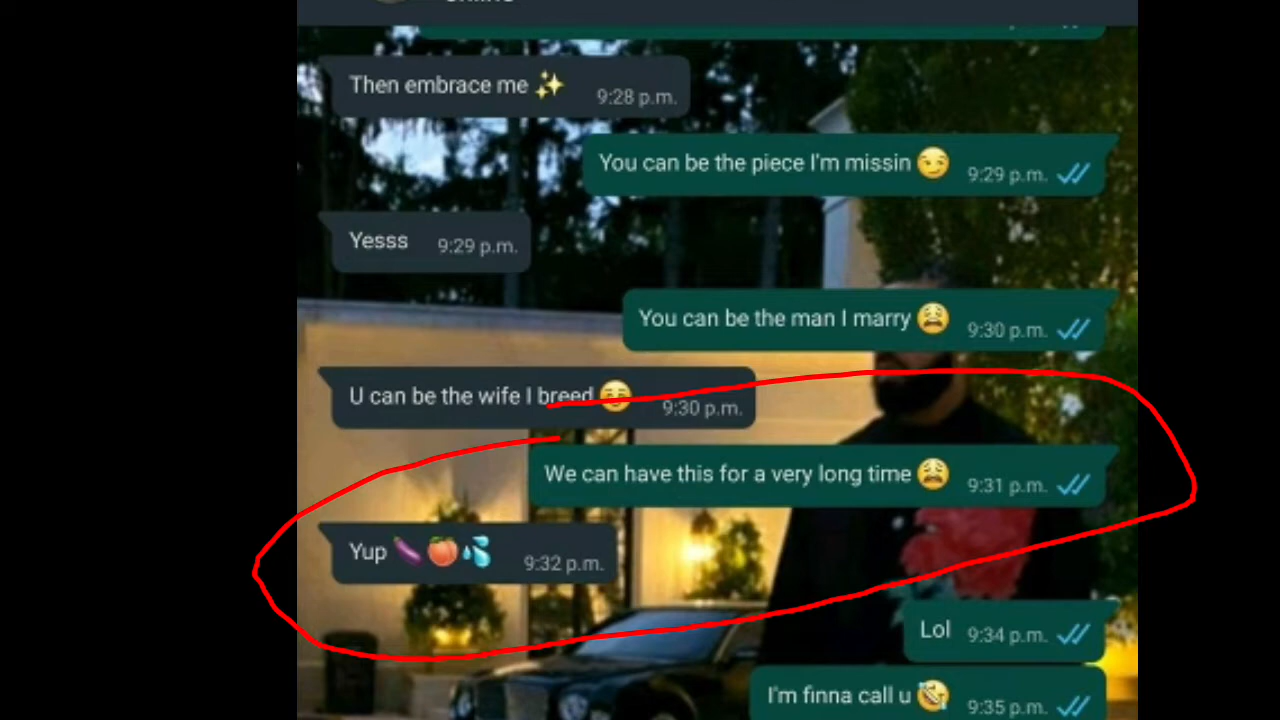 Then embrace me ✨ 9:28 p.m.
You can be the piece I'm missin 😏 9:29 p.m.
Yesss 9:29 p.m.
You can be the man I marry 😩 9:30 p.m.
U can be the wife I breed ☺️ 9:30 p.m.
We can have this for a very long time 😩 9:31 p.m.
Yup 🍆🍑💦 9:32 p.m.
Lol 9:34 p.m.
I'm finna call u 9:35 p.m.